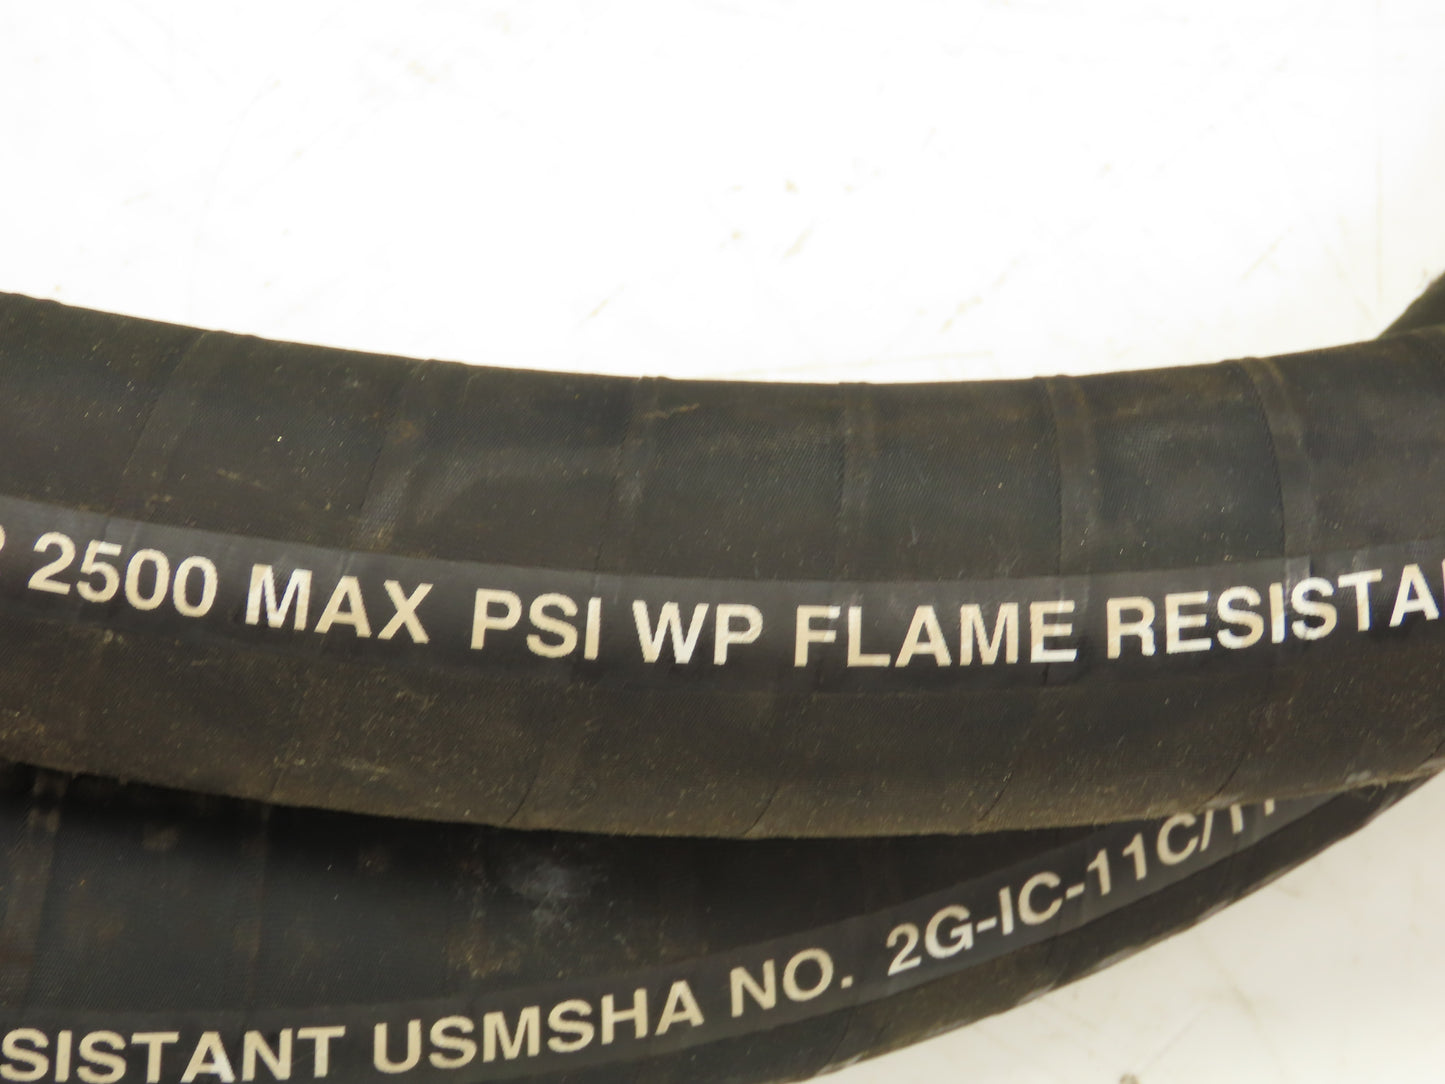 2500 MAX PSI WP FLAME RESISTA
SISTANT USMSHA NO. 2G-IC-11C/